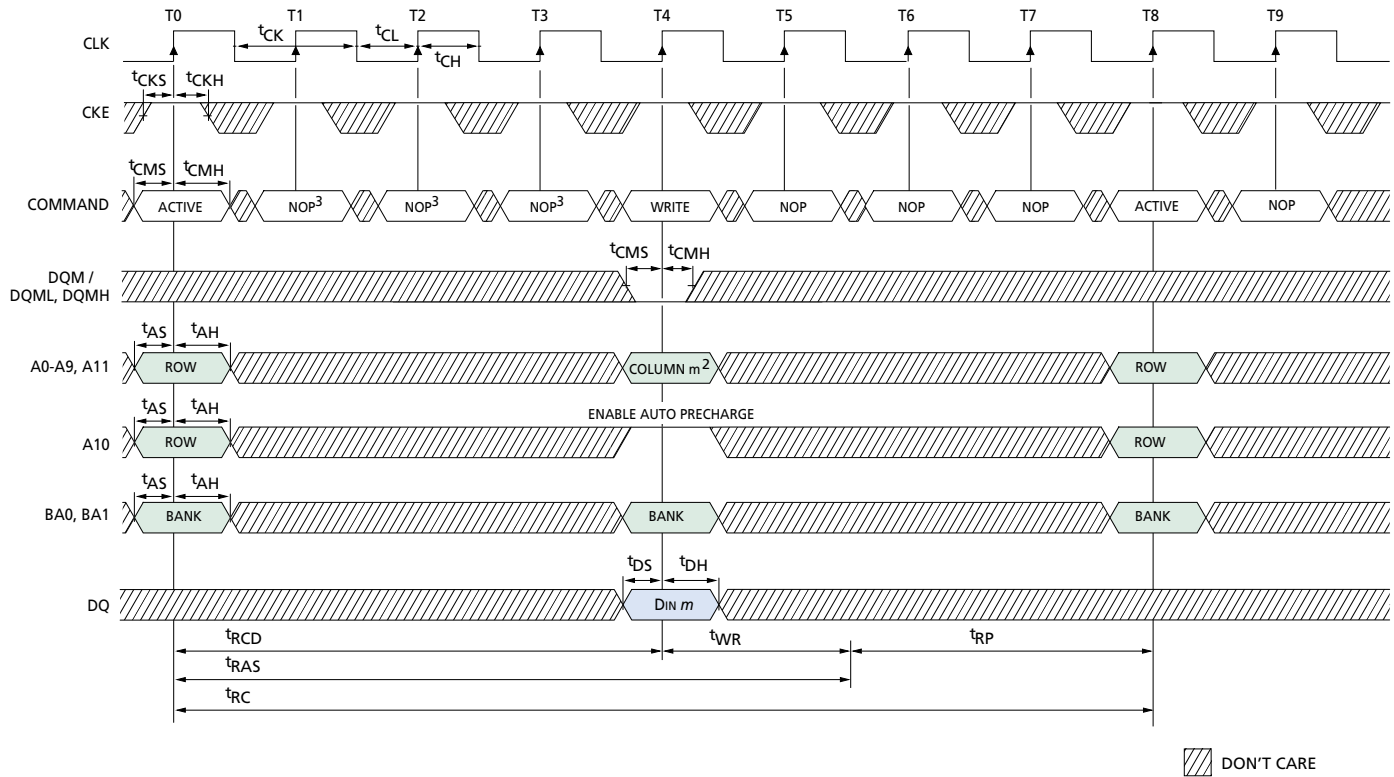 T0 T1 T2 T3 T4 T5 T6 T7 T8 T9
CLK
tCK tCL
tCH
tCKS tCKH
CKE
tCMS tCMH
COMMAND ACTIVE NOP3 NOP3 NOP3 WRITE NOP NOP NOP ACTIVE NOP
tCMS tCMH
DQM /
DQML, DQMH
tAS tAH
A0-A9, A11 ROW COLUMN m2 ROW
tAS tAH ENABLE AUTO PRECHARGE
A10 ROW ROW
tAS tAH
BA0, BA1 BANK BANK BANK
tDS tDH
DQ DIN m
tRCD tWR tRP
tRAS
tRC
DON'T CARE